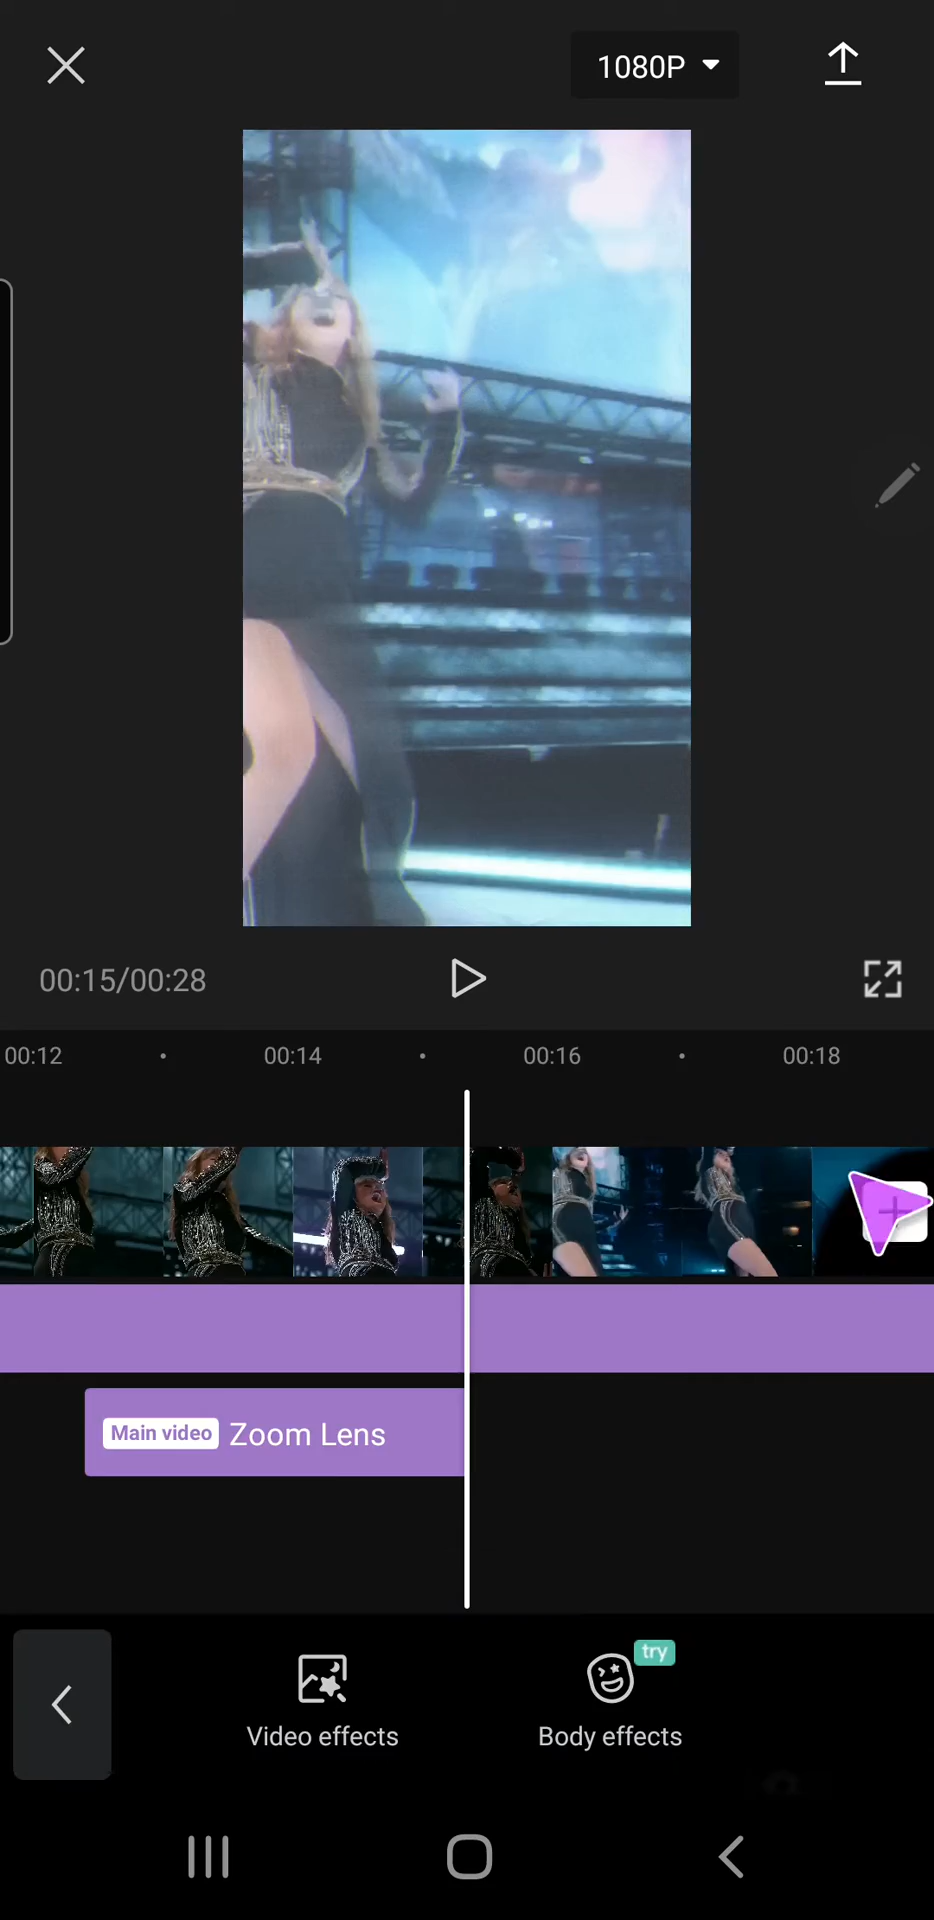 1080P
00:15/00:28
00:12 00:14 00:16 00:18
Main video Zoom Lens
try
Video effects Body effects